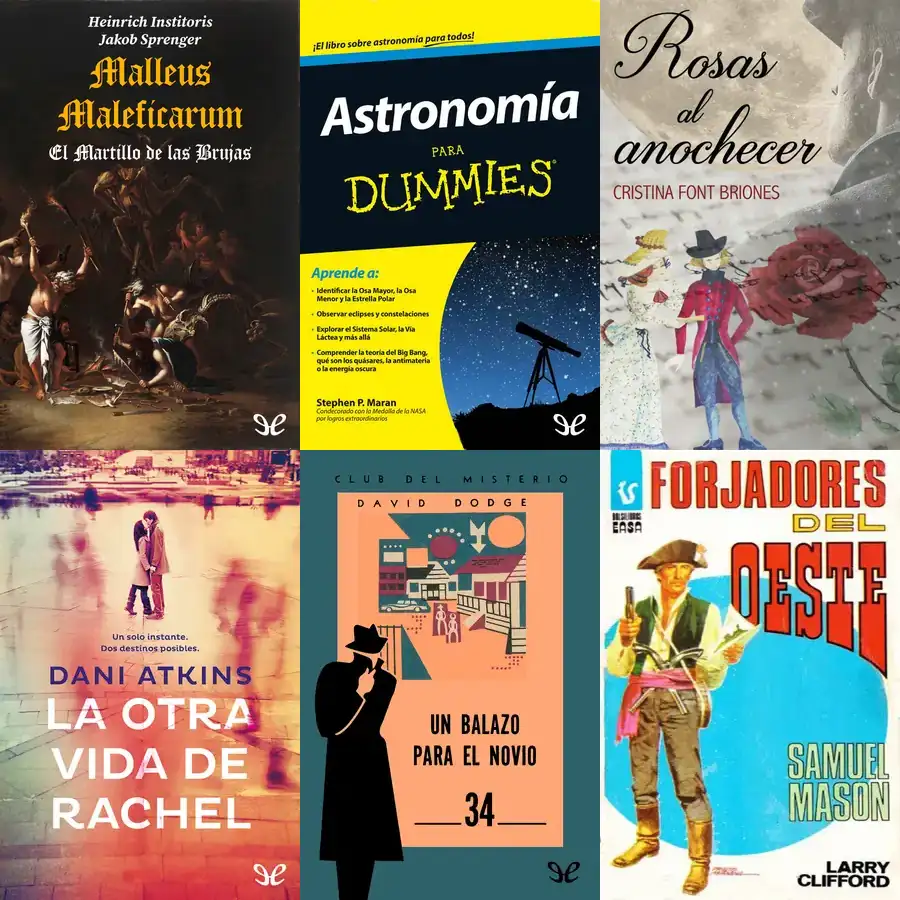 Heinrich Institoris
Jakob Sprenger
Malleus
Maleficarum
El Martillo de las Brujas
¡El libro sobre astronomía para todos!
Astronomía
PARA
DUMMIES
Aprende a:
• Identificar la Osa Mayor, la Osa
Menor y la Estrella Polar
• Observar eclipses y constelaciones
• Explorar el Sistema Solar, la Vía
Láctea y más allá
• Comprender la teoría del Big Bang,
qué son los quásares, la antimateria
o la energía oscura
Stephen P. Maran
Condecorado con la Medalla de la NASA
por logros extraordinarios
Rosas
al
anochecer
CRISTINA FONT BRIONES
Un solo instante.
Dos destinos posibles.
DANI ATKINS
LA OTRA
VIDA DE
RACHEL
CLUB DEL MISTERIO
DAVID DODGE
UN BALAZO
PARA EL NOVIO
34
BOLSILIBROS
EASA
FORJADORES
DEL
OESTE
SAMUEL
MASON
LARRY
CLIFFORD